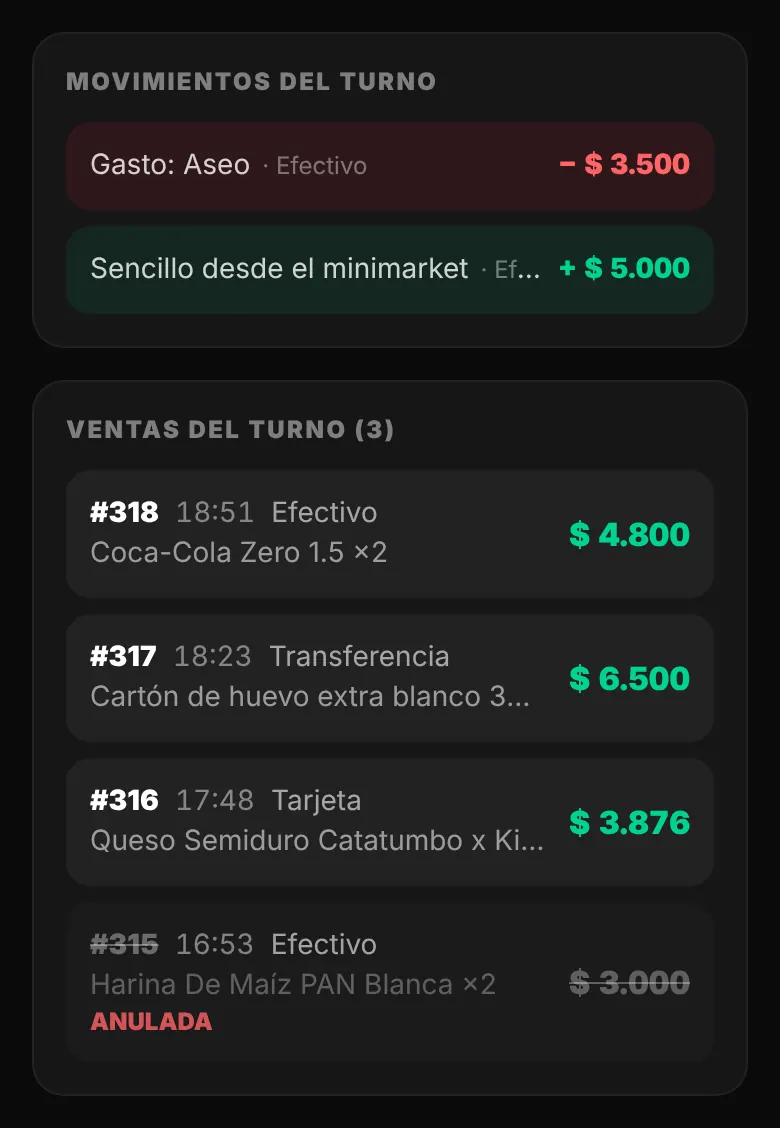 MOVIMIENTOS DEL TURNO
Gasto: Aseo · Efectivo − $ 3.500
Sencillo desde el minimarket · Ef... + $ 5.000
VENTAS DEL TURNO (3)
#318 18:51 Efectivo
Coca-Cola Zero 1.5 ×2
$ 4.800
#317 18:23 Transferencia
Cartón de huevo extra blanco 3...
$ 6.500
#316 17:48 Tarjeta
Queso Semiduro Catatumbo x Ki...
$ 3.876
#315 16:53 Efectivo
Harina De Maíz PAN Blanca ×2
$ 3.000
ANULADA